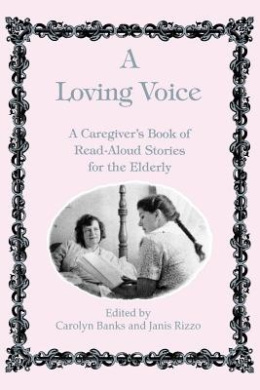 A
Loving Voice
A Caregiver's Book of
Read-Aloud Stories
for the Elderly
Edited by
Carolyn Banks and Janis Rizzo